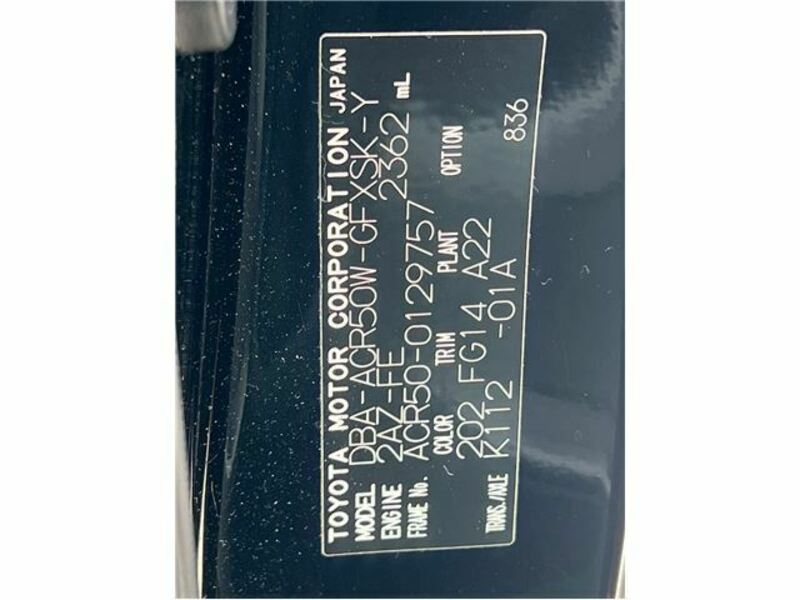 TOYOTA MOTOR CORPORATION JAPAN
MODEL DBA-ACR50W-GFXSK-Y
ENGINE 2AZ-FE 2362 mL
FRAME No. ACR50-0129757
COLOR TRIM PLANT OPTION
202 FG14 A22
TRANS./AXLE K112 -01A 836